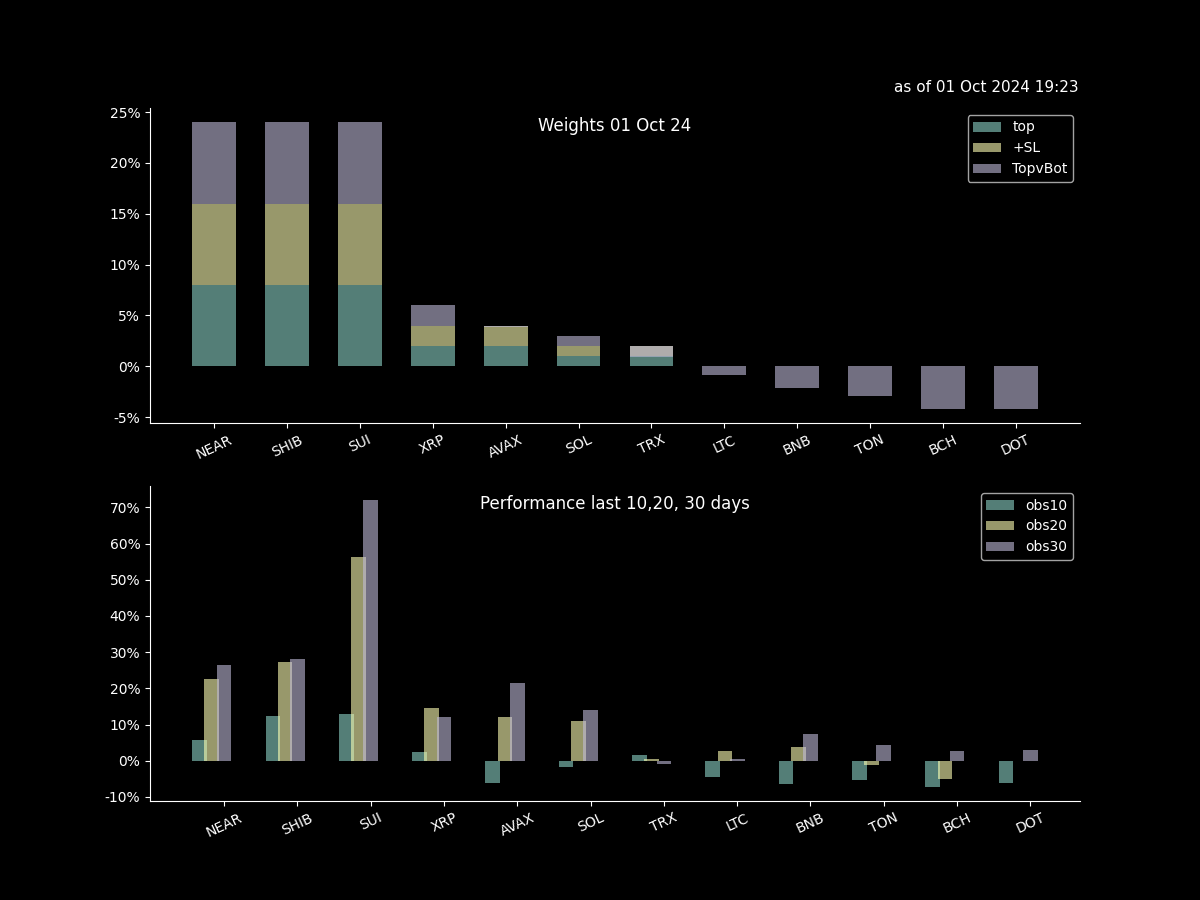 as of 01 Oct 2024 19:23
Weights 01 Oct 24
25%
20%
15%
10%
5%
0%
-5%
top
+SL
TopvBot
NEAR SHIB SUI XRP AVAX SOL TRX LTC BNB TON BCH DOT
Performance last 10,20, 30 days
70%
60%
50%
40%
30%
20%
10%
0%
-10%
obs10
obs20
obs30
NEAR SHIB SUI XRP AVAX SOL TRX LTC BNB TON BCH DOT